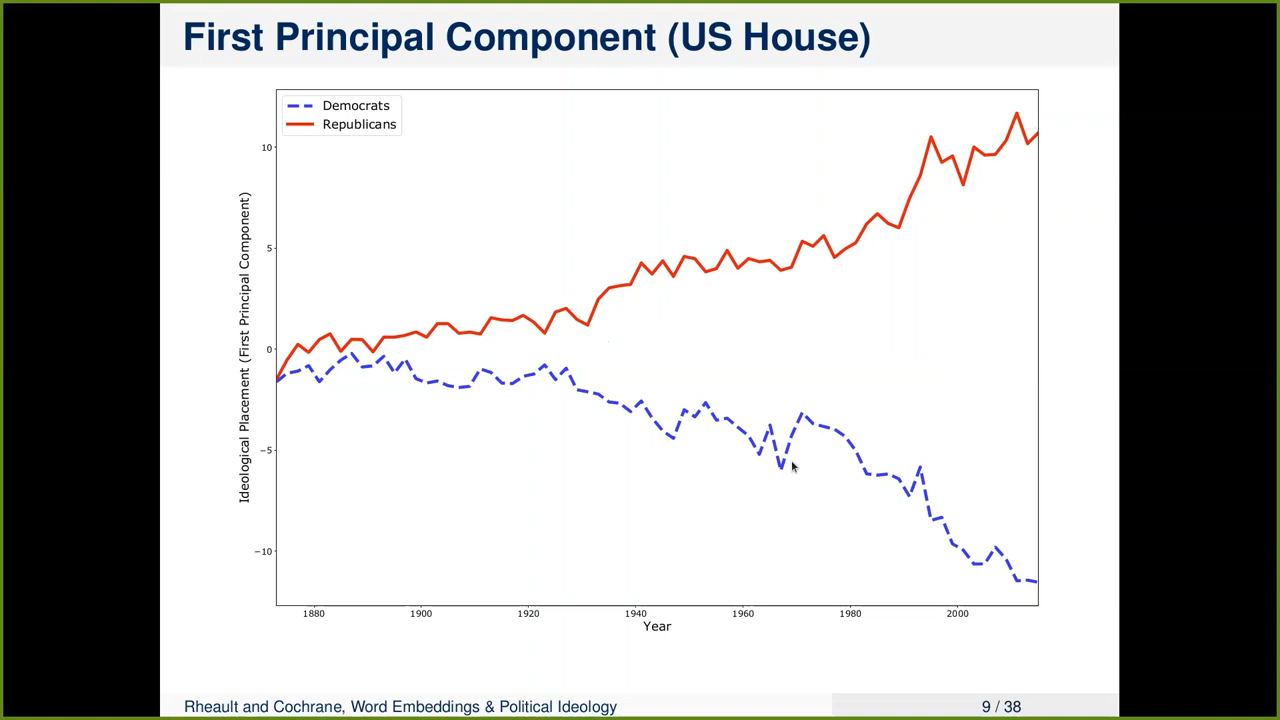 First Principal Component (US House)
Democrats
Republicans
Ideological Placement (First Principal Component)
10
5
0
−5
−10
1880 1900 1920 1940 1960 1980 2000
Year
Rheault and Cochrane, Word Embeddings & Political Ideology 9 / 38